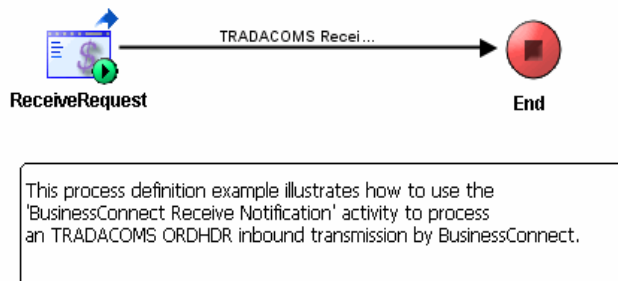 TRADACOMS Recei...
ReceiveRequest
End
This process definition example illustrates how to use the
'BusinessConnect Receive Notification' activity to process
an TRADACOMS ORDHDR inbound transmission by BusinessConnect.